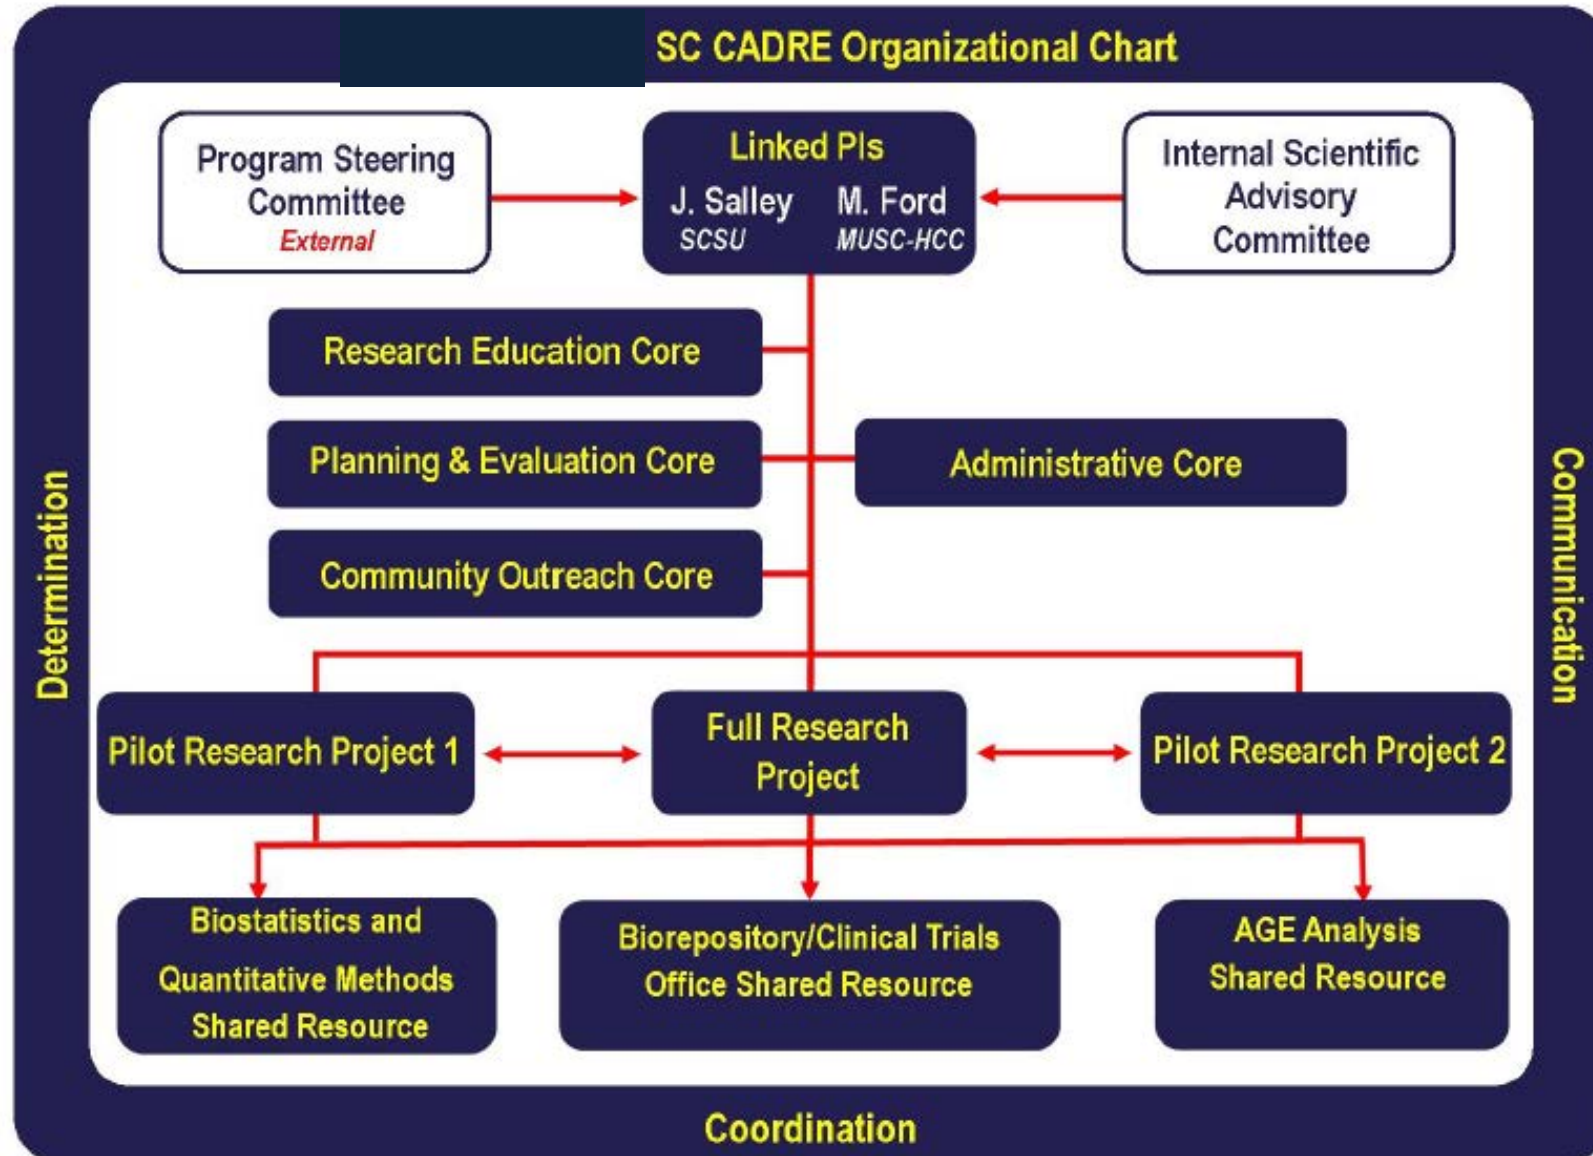 SC CADRE Organizational Chart
Program Steering
Committee
External
Linked PIs
J. Salley M. Ford
SCSU MUSC-HCC
Internal Scientific
Advisory
Committee
Research Education Core
Planning & Evaluation Core
Administrative Core
Community Outreach Core
Determination
Communication
Pilot Research Project 1
Full Research
Project
Pilot Research Project 2
Biostatistics and
Quantitative Methods
Shared Resource
Biorepository/Clinical Trials
Office Shared Resource
AGE Analysis
Shared Resource
Coordination